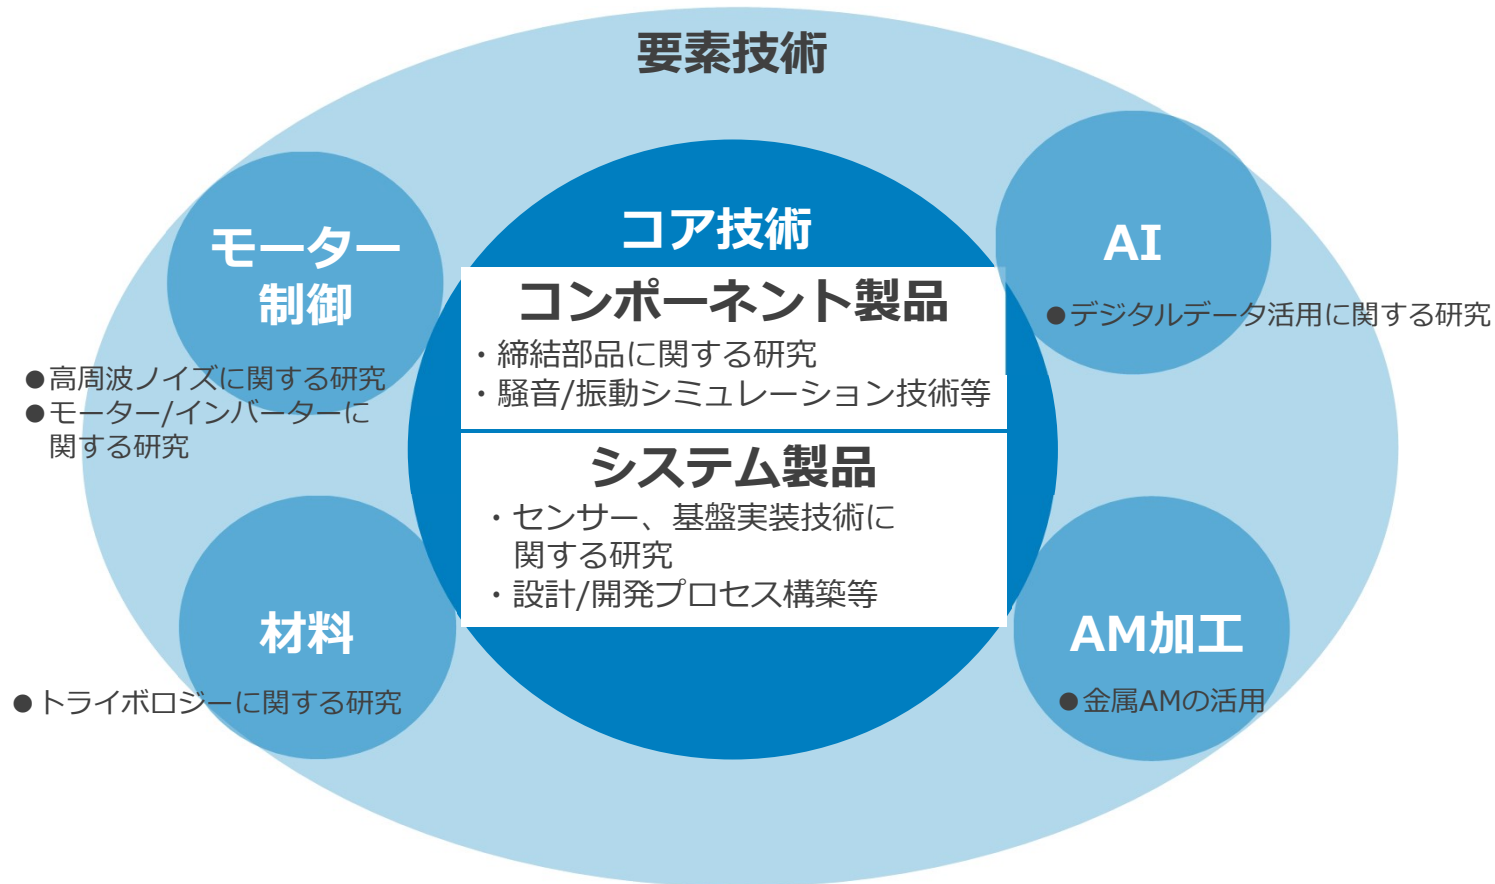 要素技術
モーター
制御
●高周波ノイズに関する研究
●モーター/インバーターに
関する研究
コア技術
コンポーネント製品
・締結部品に関する研究
・騒音/振動シミュレーション技術等
システム製品
・センサー、基盤実装技術に
関する研究
・設計/開発プロセス構築等
AI
●デジタルデータ活用に関する研究
材料
●トライボロジーに関する研究
AM加工
●金属AMの活用